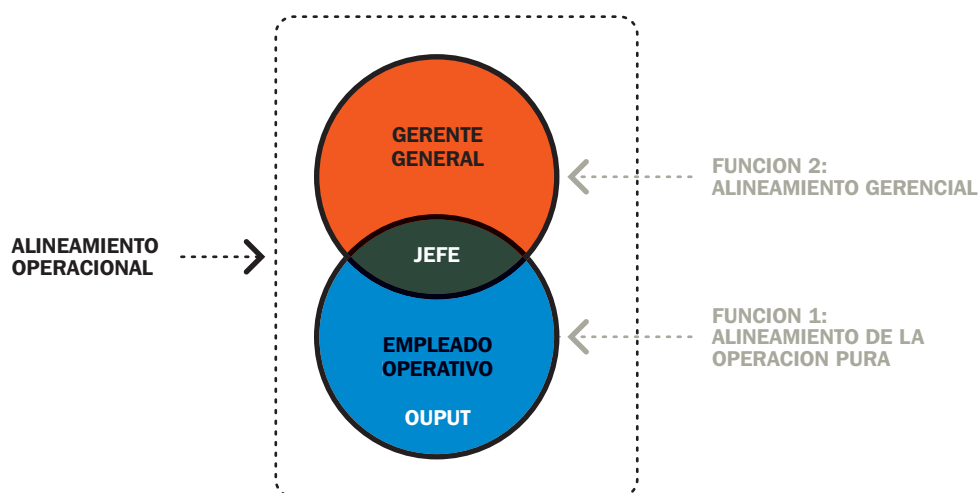 GERENTE
GENERAL
FUNCION 2:
ALINEAMIENTO GERENCIAL
ALINEAMIENTO
OPERACIONAL
JEFE
FUNCION 1:
ALINEAMIENTO DE LA
OPERACION PURA
EMPLEADO
OPERATIVO
OUPUT